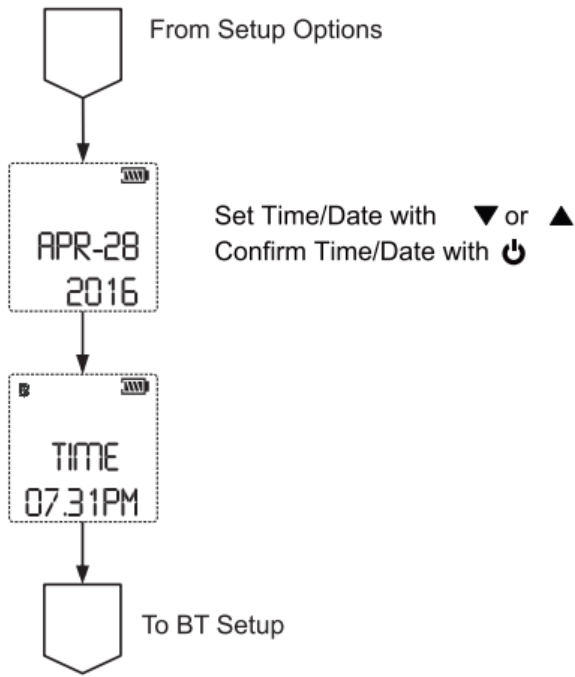 From Setup Options
APR-28
2016
Set Time/Date with ▼ or ▲
Confirm Time/Date with ⏻
TIME
07.31PM
To BT Setup